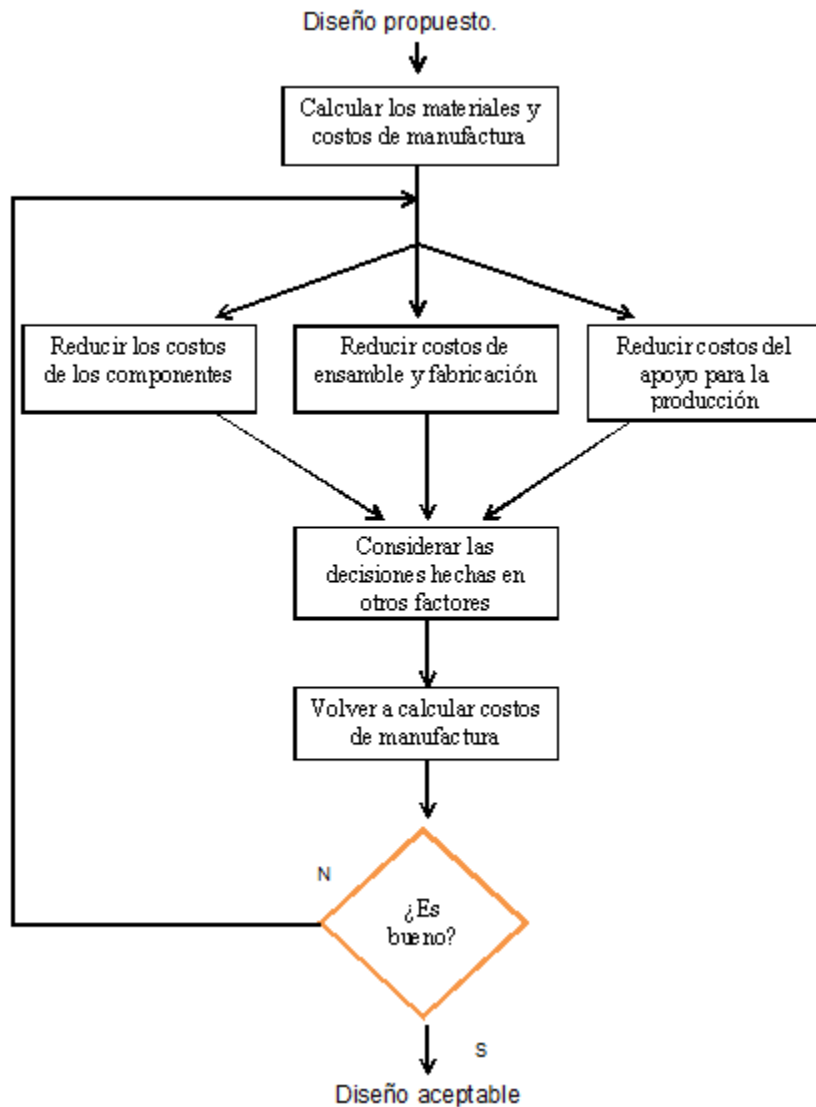 Diseño propuesto.
Calcular los materiales y
costos de manufactura
Reducir los costos
de los componentes
Reducir costos de
ensamble y fabricación
Reducir costos del
apoyo para la
producción
Considerar las
decisiones hechas en
otros factores
Volver a calcular costos
de manufactura
N
¿Es
bueno?
S
Diseño aceptable